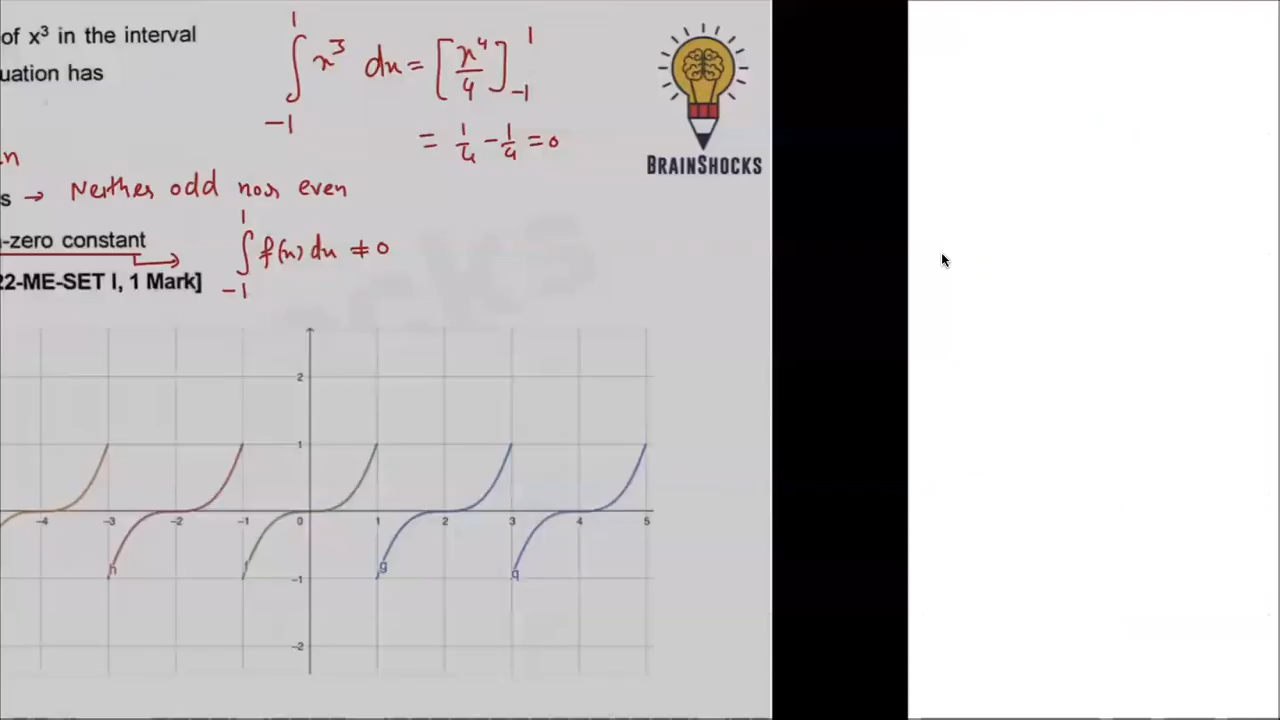 of x³ in the interval
uation has
∫₋₁¹ x³ dx = [x⁴/4]₋₁¹
= 1/4 - 1/4 = 0
BRAINSHOCKS
n
s → Neither odd nor even
-zero constant
∫₋₁¹ f(x) dx ≠ 0
22-ME-SET I, 1 Mark]
2
1
-4 -3 -2 -1 0 1 2 3 4 5
h f g q
-1
-2